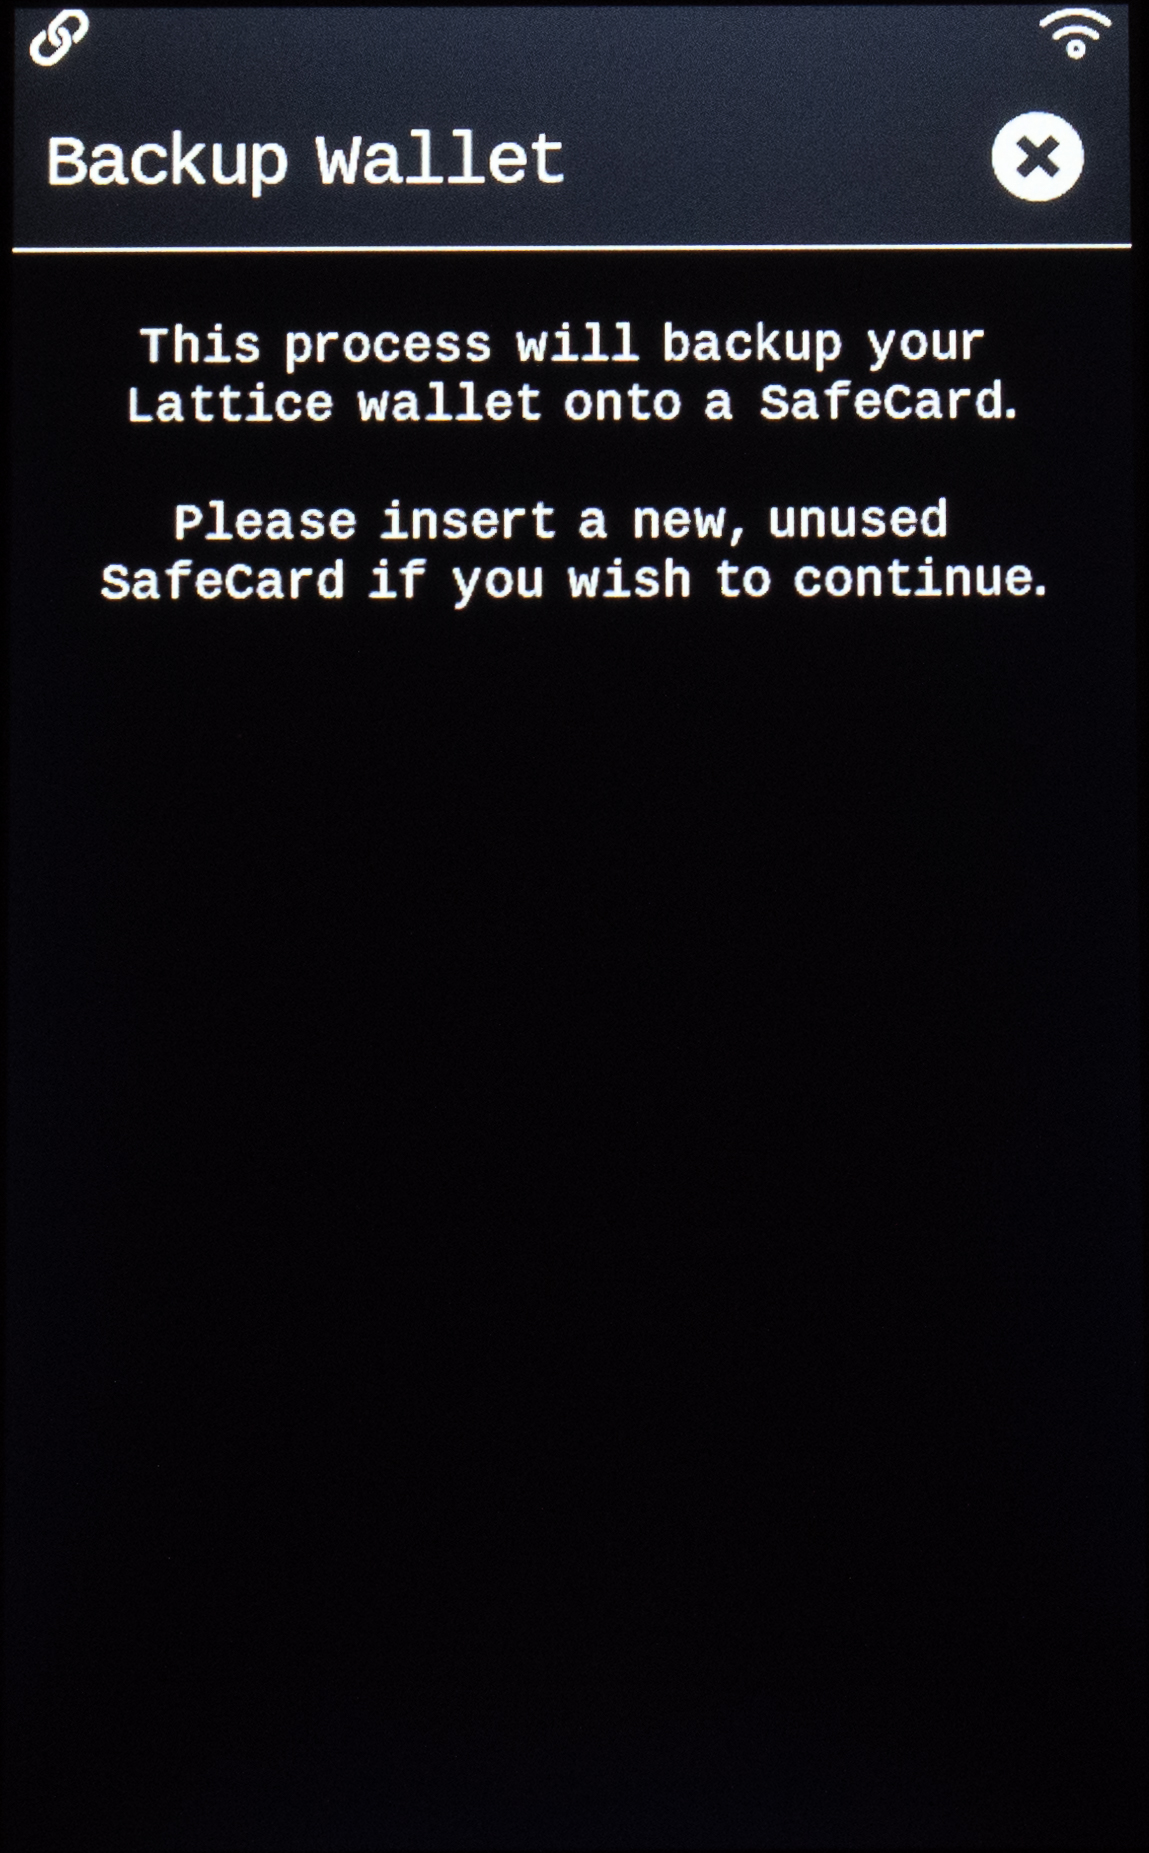 Backup Wallet
This process will backup your
Lattice wallet onto a SafeCard.
Please insert a new, unused
SafeCard if you wish to continue.